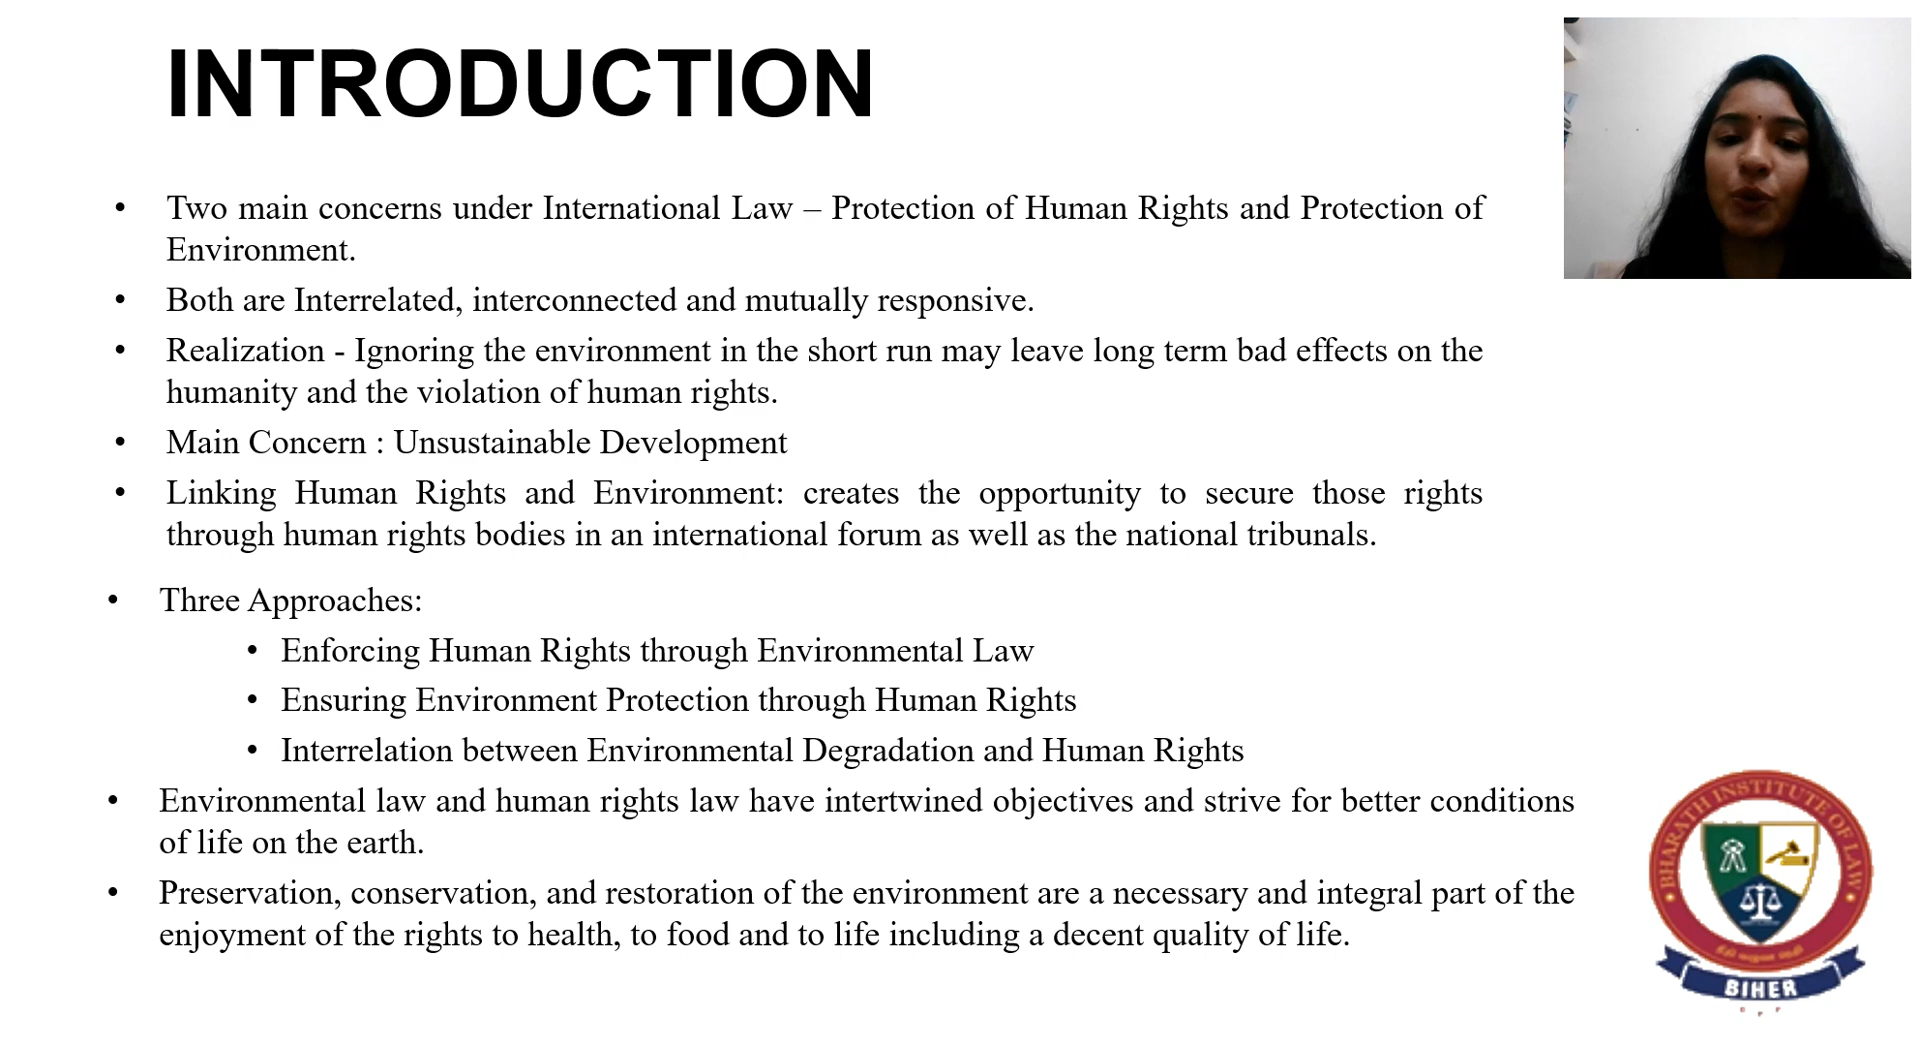 INTRODUCTION
• Two main concerns under International Law – Protection of Human Rights and Protection of
Environment.
• Both are Interrelated, interconnected and mutually responsive.
• Realization - Ignoring the environment in the short run may leave long term bad effects on the
humanity and the violation of human rights.
• Main Concern : Unsustainable Development
• Linking Human Rights and Environment: creates the opportunity to secure those rights
through human rights bodies in an international forum as well as the national tribunals.
• Three Approaches:
• Enforcing Human Rights through Environmental Law
• Ensuring Environment Protection through Human Rights
• Interrelation between Environmental Degradation and Human Rights
• Environmental law and human rights law have intertwined objectives and strive for better conditions
of life on the earth.
• Preservation, conservation, and restoration of the environment are a necessary and integral part of the
enjoyment of the rights to health, to food and to life including a decent quality of life.
BHARATH INSTITUTE OF LAW
BIHER